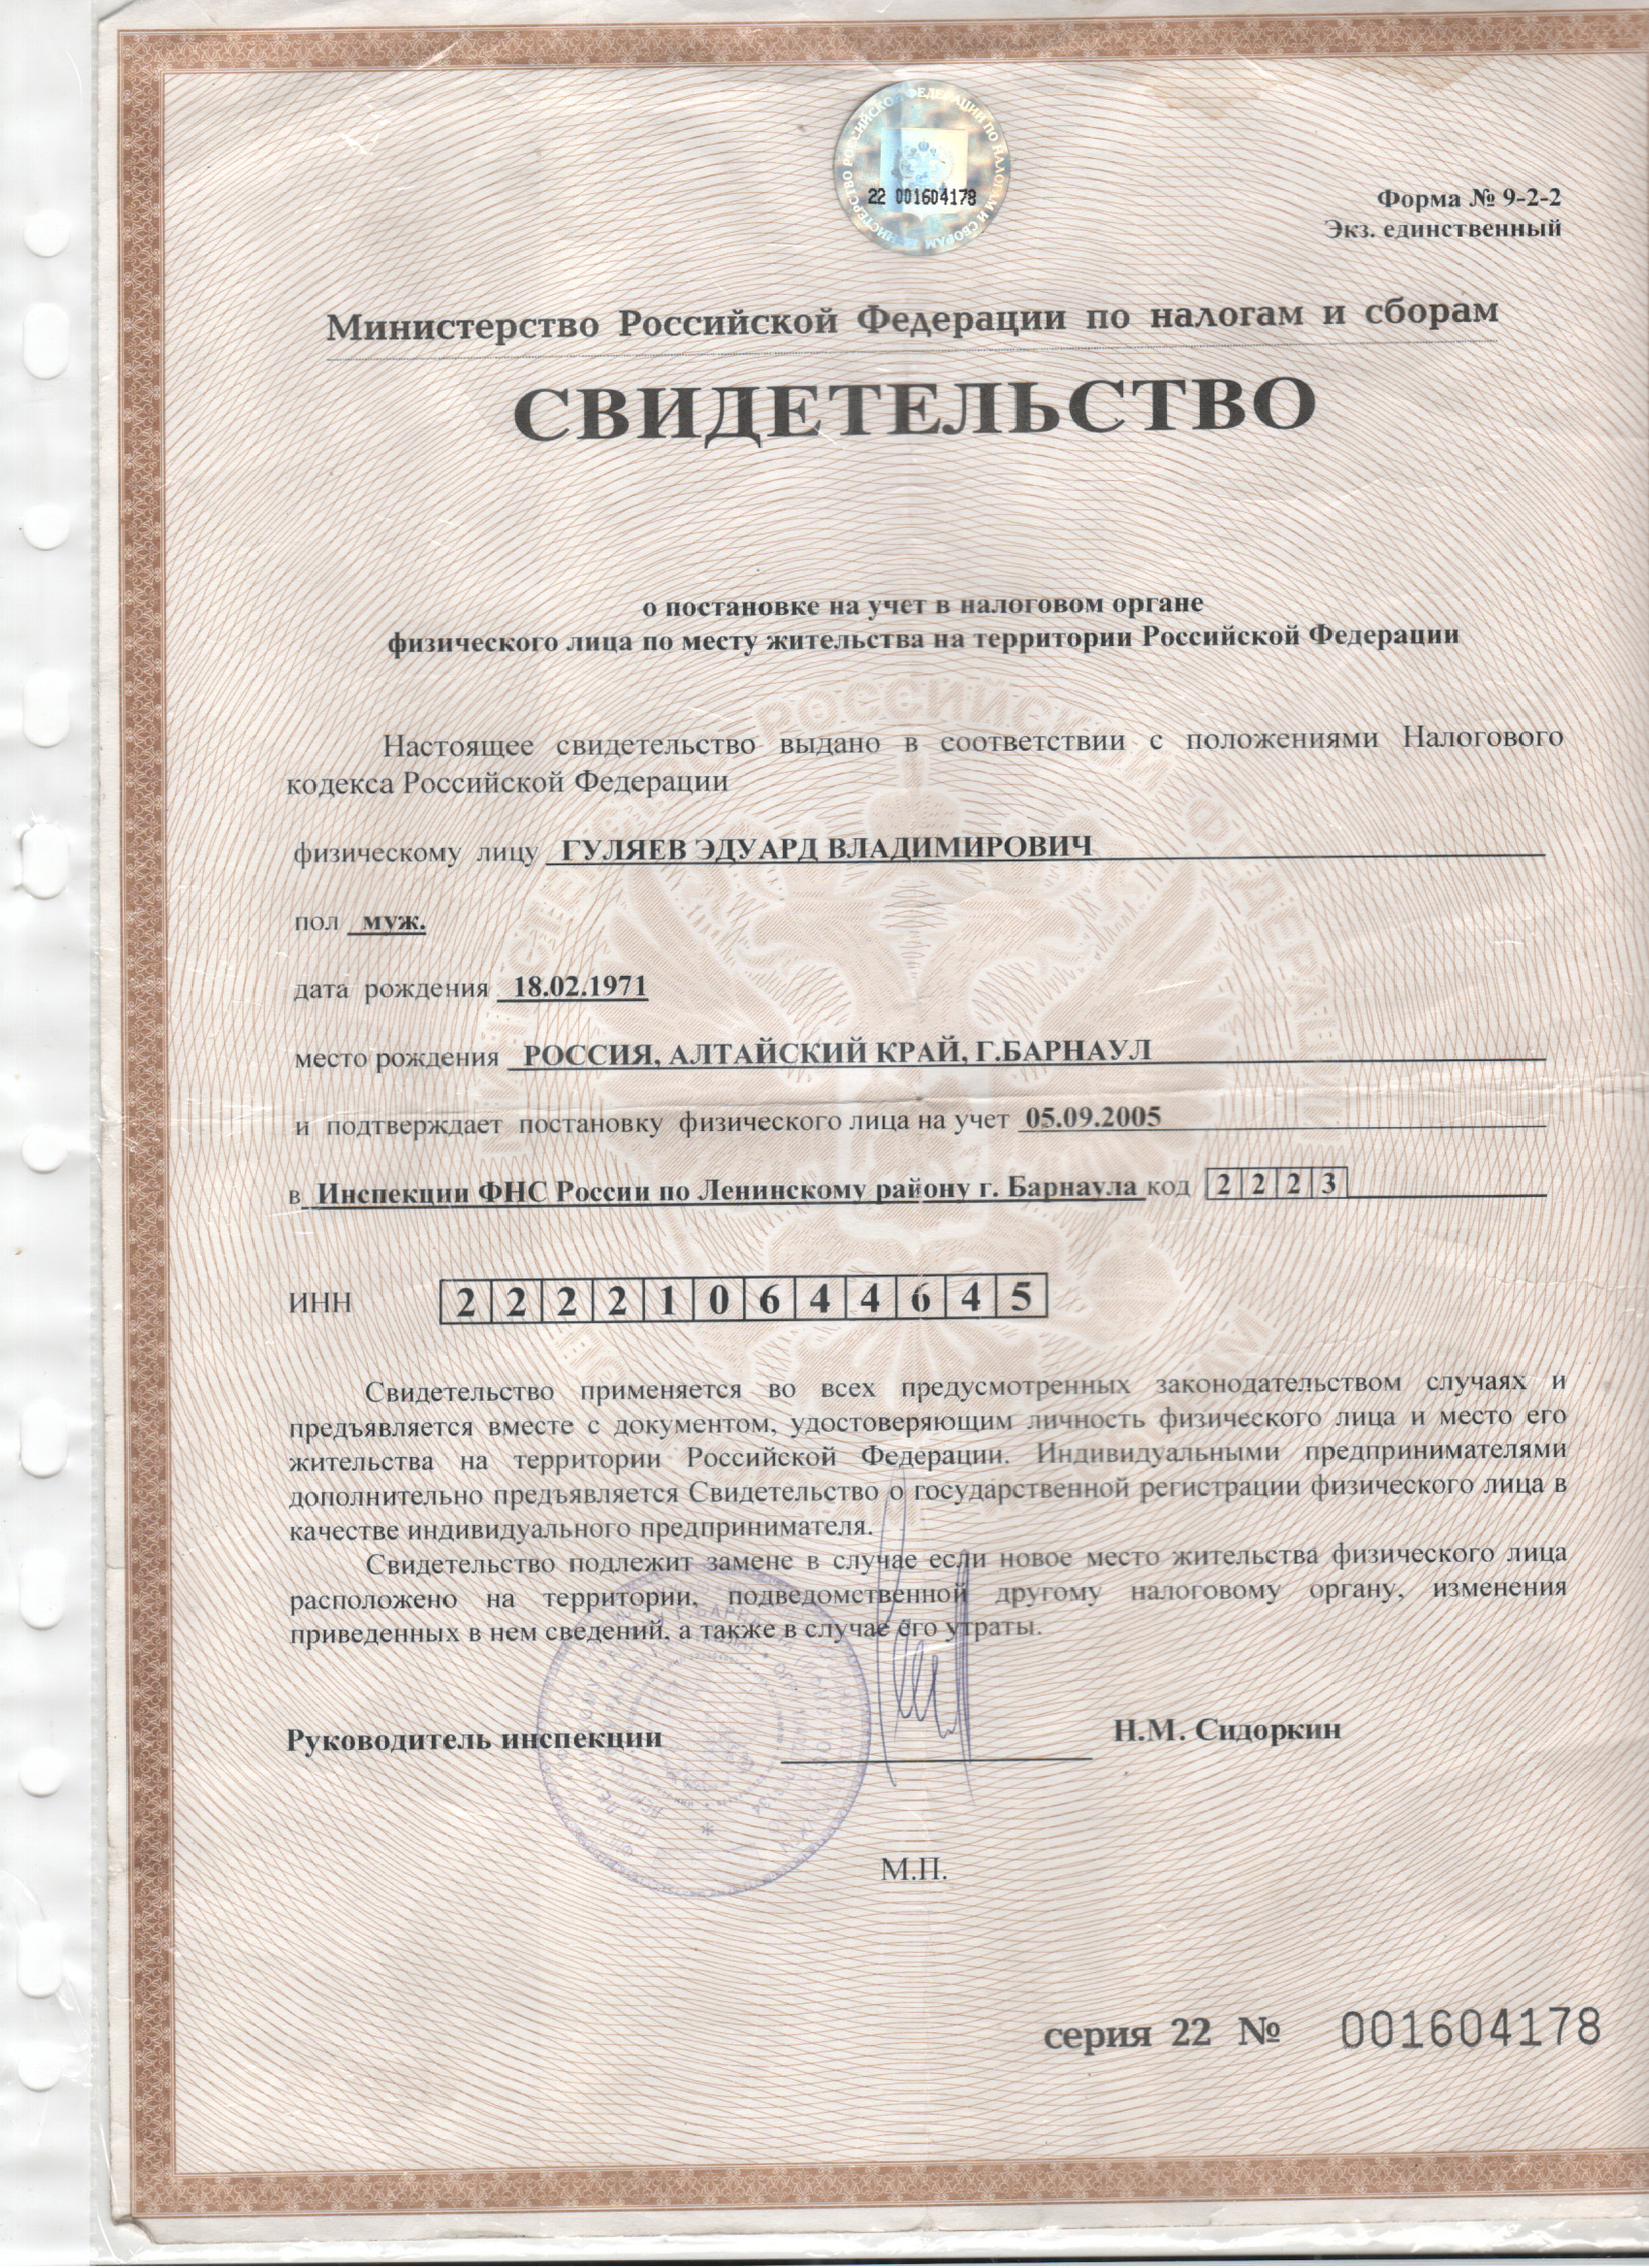 22 001604178
Форма № 9-2-2
Экз. единственный
Министерство Российской Федерации по налогам и сборам
СВИДЕТЕЛЬСТВО
о постановке на учет в налоговом органе
физического лица по месту жительства на территории Российской Федерации
Настоящее свидетельство выдано в соответствии с положениями Налогового
кодекса Российской Федерации
физическому лицу ГУЛЯЕВ ЭДУАРД ВЛАДИМИРОВИЧ
пол муж.
дата рождения 18.02.1971
место рождения РОССИЯ, АЛТАЙСКИЙ КРАЙ, Г.БАРНАУЛ
и подтверждает постановку физического лица на учет 05.09.2005
в Инспекции ФНС России по Ленинскому району г. Барнаула код 2223
ИНН 222210644645
Свидетельство применяется во всех предусмотренных законодательством случаях и
предъявляется вместе с документом, удостоверяющим личность физического лица и место его
жительства на территории Российской Федерации. Индивидуальными предпринимателями
дополнительно предъявляется Свидетельство о государственной регистрации физического лица в
качестве индивидуального предпринимателя.
Свидетельство подлежит замене в случае если новое место жительства физического лица
расположено на территории, подведомственной другому налоговому органу, изменения
приведенных в нем сведений, а также в случае его утраты.
Руководитель инспекции Н.М. Сидоркин
М.П.
серия 22 № 001604178